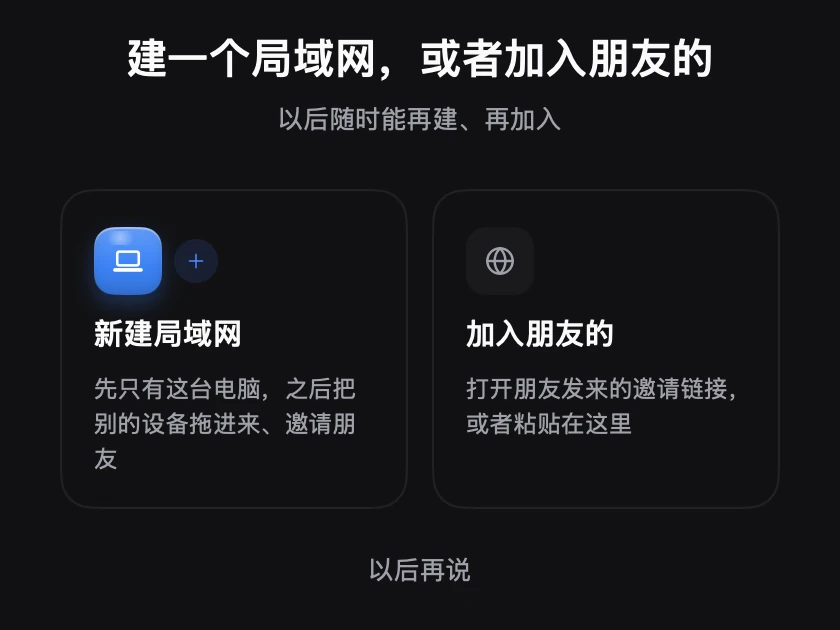 建一个局域网，或者加入朋友的
以后随时能再建、再加入
新建局域网
先只有这台电脑，之后把
别的设备拖进来、邀请朋
友
加入朋友的
打开朋友发来的邀请链接，
或者粘贴在这里
以后再说